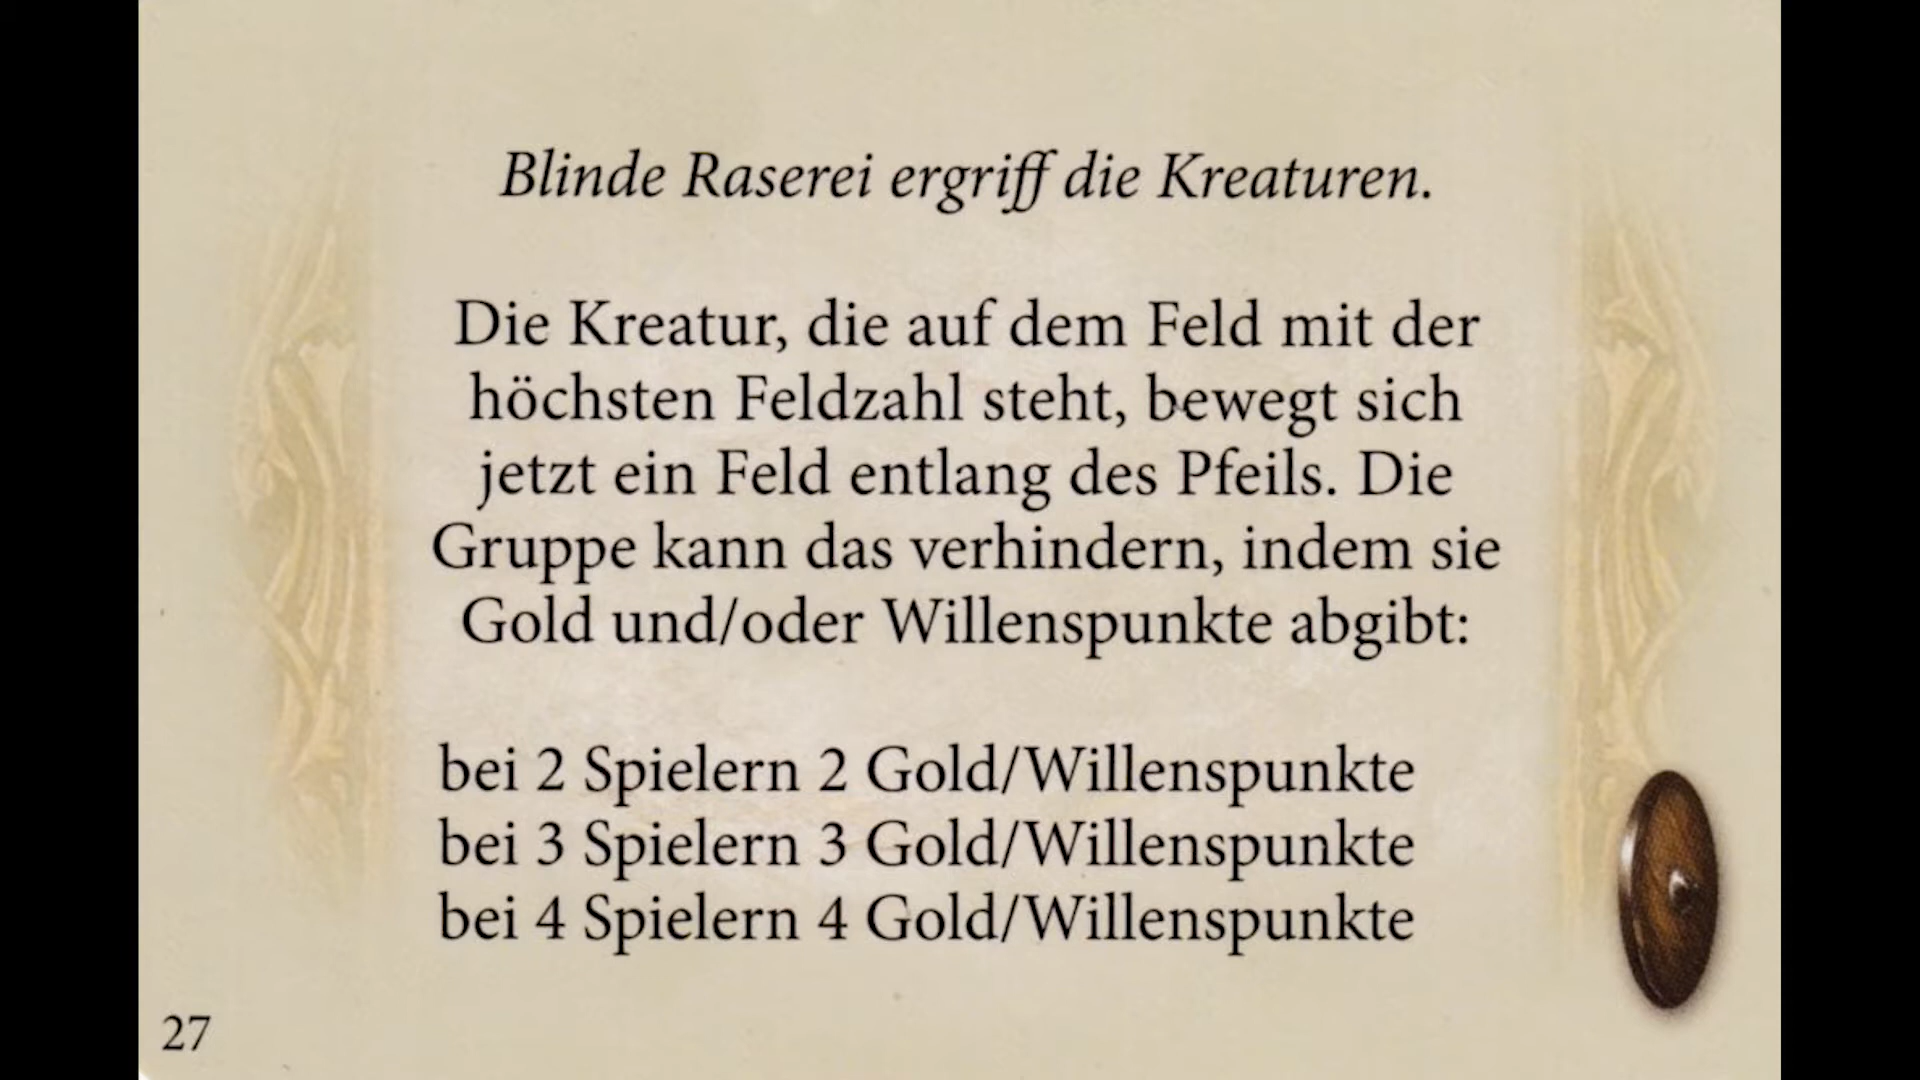 Blinde Raserei ergriff die Kreaturen.
Die Kreatur, die auf dem Feld mit der
höchsten Feldzahl steht, bewegt sich
jetzt ein Feld entlang des Pfeils. Die
Gruppe kann das verhindern, indem sie
Gold und/oder Willenspunkte abgibt:
bei 2 Spielern 2 Gold/Willenspunkte
bei 3 Spielern 3 Gold/Willenspunkte
bei 4 Spielern 4 Gold/Willenspunkte
27